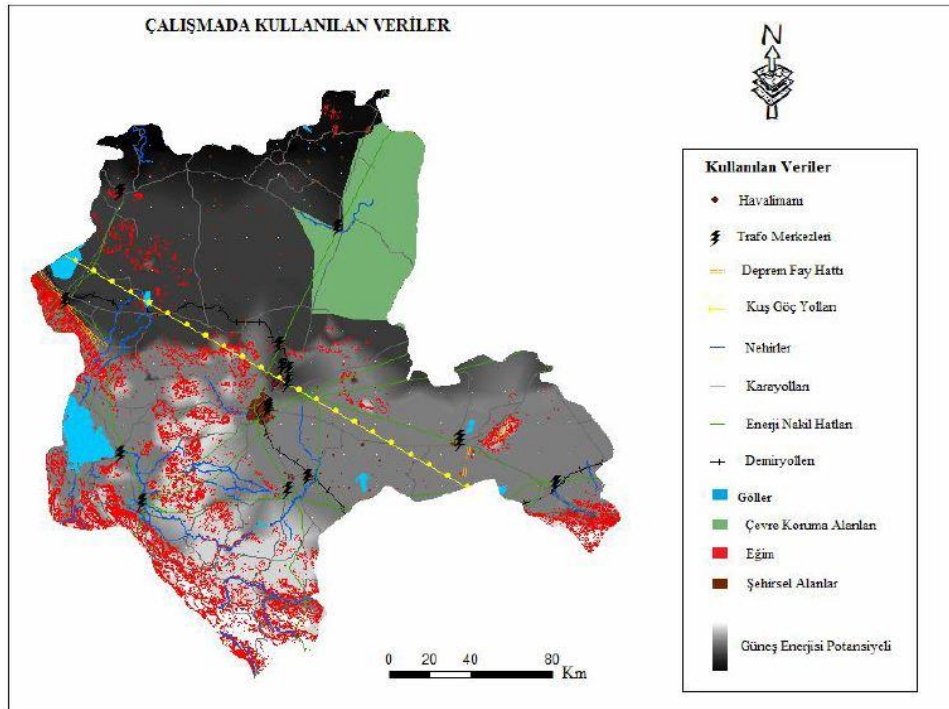 ÇALIŞMADA KULLANILAN VERİLER
N
Kullanılan Veriler
Havalimanı
Trafo Merkezleri
Deprem Fay Hattı
Kuş Göç Yolları
Nehirler
Karayolları
Enerji Nakil Hatları
Demiryolları
Göller
Çevre Koruma Alanları
Eğim
Şehirsel Alanlar
Güneş Enerjisi Potansiyeli
0 20 40 80
Km